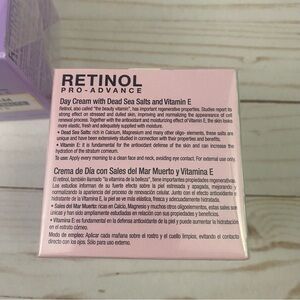 RETINOL
PRO-ADVANCE
Day Cream with Dead Sea Salts and Vitamin E
Retinol, also called "the beauty vitamin", has important regenerative properties. Studies report its
strong effect on stressed and dulled skin, improving and normalizing the appearance of cell
renewal process. Together with the antioxidant and moisturizing effect of Vitamin E, the skin looks
more elastic, fresh and adequately supplied with moisture.
• Dead Sea Salts: rich in Calcium, Magnesium and many other oligo- elements, these salts are
unique and have been extensively studied in connection with their benefits and properties.
• Vitamin E: it is fundamental for the antioxidant defense of the skin and can increase the
hydration of the stratum corneum.
To use: Apply every morning to a clean face and neck, avoiding eye contact. For external use only.
Crema de Día con Sales del Mar Muerto y Vitamina E
El retinol, también llamado "la vitamina de la belleza", tiene importantes propiedades regenerativas.
Los estudios informan de su fuerte efecto sobre la piel estresada y apagada, mejorando y
normalizando la apariencia del proceso de renovación celular. Junto con el efecto antioxidante e
hidratante de la Vitamina E, la piel se ve más elástica, fresca y adecuadamente hidratada.
• Sales del Mar Muerto: ricas en Calcio, Magnesio y muchos otros oligoelementos, estas sales son
únicas y han sido ampliamente estudiadas en relación con sus beneficios y propiedades.
• Vitamina E: es fundamental para la defensa antioxidante de la piel y puede aumentar la hidratación
del estrato córneo.
Modo de empleo: Aplicar cada mañana sobre el rostro y el cuello limpios, evitando el contacto
directo con los ojos. Sólo para uso externo.